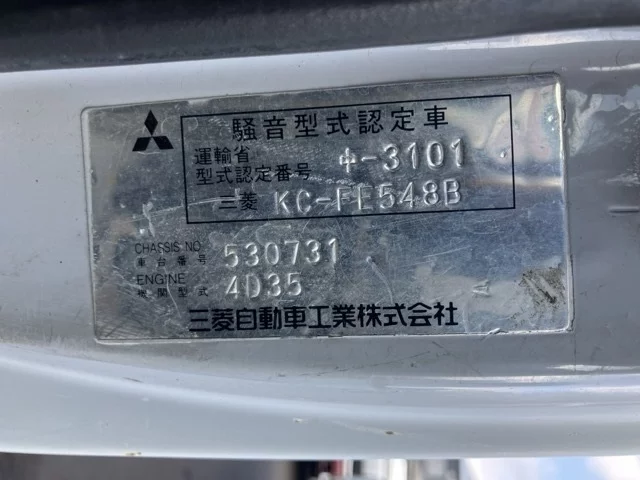 騒音型式認定車
運輸省
型式認定番号 中-3101
三菱 KC-FE548B
CHASSIS NO
車台番号 530731
ENGINE
機関型式 4D35
三菱自動車工業株式会社